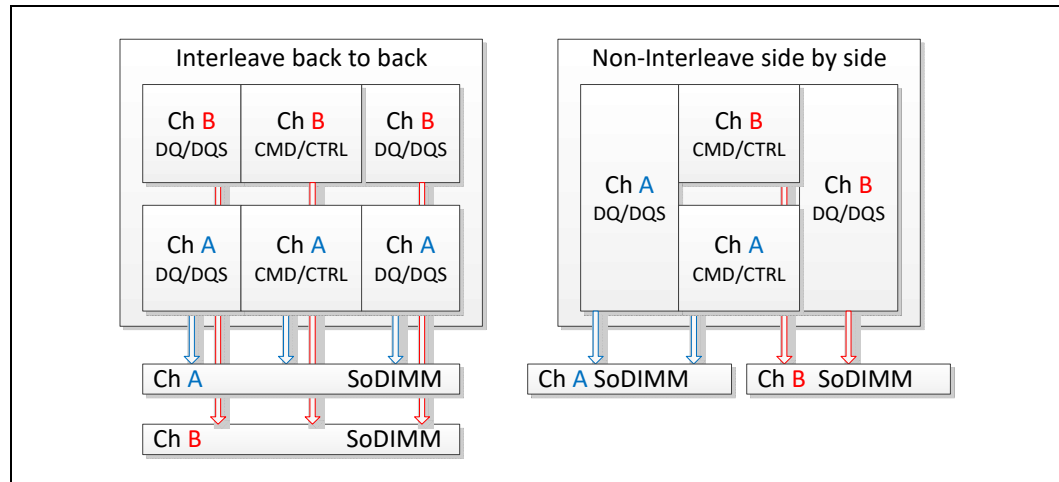 Interleave back to back
Ch B
DQ/DQS
Ch B
CMD/CTRL
Ch B
DQ/DQS
Ch A
DQ/DQS
Ch A
CMD/CTRL
Ch A
DQ/DQS
Ch A SoDIMM
Ch B SoDIMM
Non-Interleave side by side
Ch A
DQ/DQS
Ch B
CMD/CTRL
Ch A
CMD/CTRL
Ch B
DQ/DQS
Ch A SoDIMM
Ch B SoDIMM